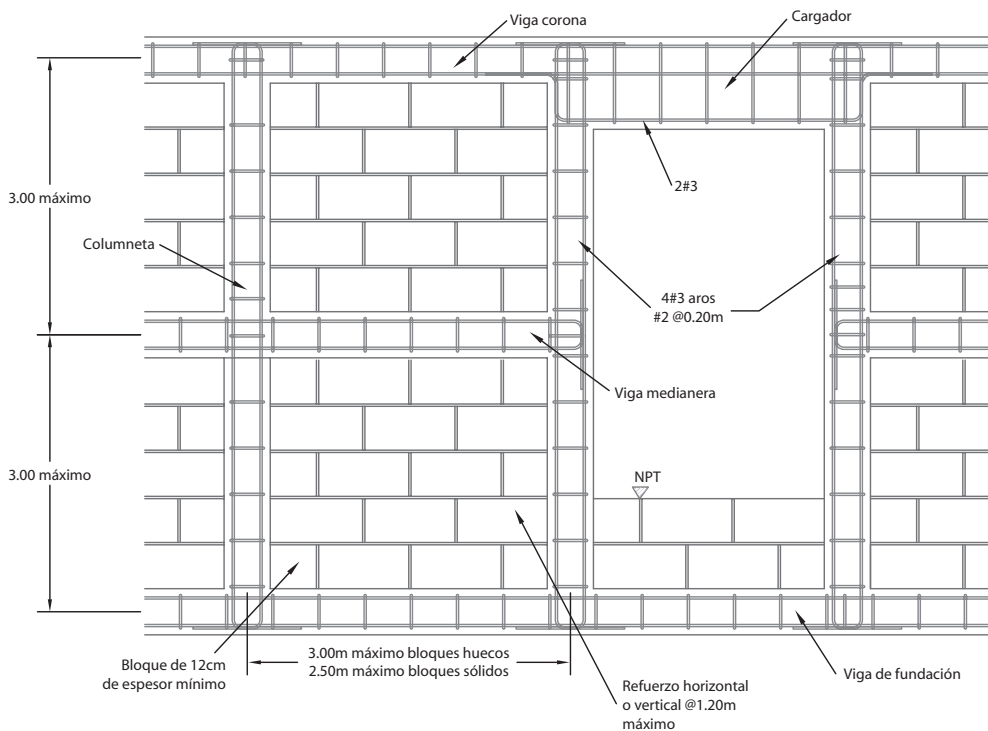 Viga corona
Cargador
3.00 máximo
2#3
Columneta
4#3 aros
#2 @0.20m
Viga medianera
3.00 máximo
NPT
Bloque de 12cm
de espesor mínimo
3.00m máximo bloques huecos
2.50m máximo bloques sólidos
Refuerzo horizontal
o vertical @1.20m
máximo
Viga de fundación